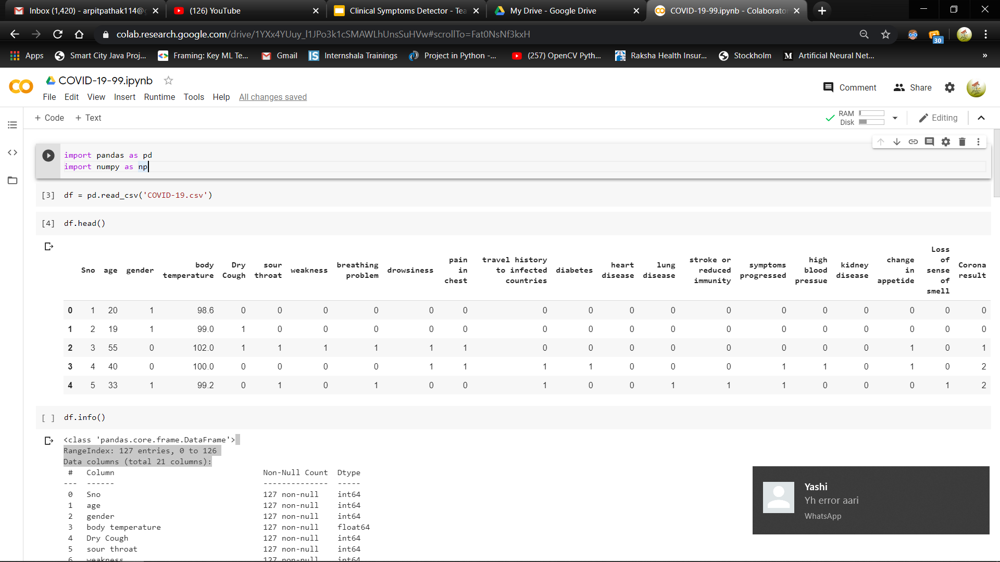 Inbox (1,420) - arpitpathak114@g
(126) YouTube
Clinical Symptoms Detector - Tea
My Drive - Google Drive
COVID-19-99.ipynb - Colaborato
colab.research.google.com/drive/1YXx4YUuy_l1JPo3k1cSMAWLhUnsSuHVw#scrollTo=Fat0NsNf3kxH
30
Apps
Smart City Java Proj...
Framing: Key ML Te...
Gmail
IS
Internshala Trainings
Project in Python -...
(257) OpenCV Pyth...
Raksha Health Insur...
Stockholm
M
Artificial Neural Net...
»
CO
COVID-19-99.ipynb
File Edit View Insert Runtime Tools Help All changes saved
Comment
Share
+ Code + Text
RAM
Disk
Editing
import pandas as pd
import numpy as np
[3] df = pd.read_csv('COVID-19.csv')
[4] df.head()
Sno age gender body temperature Dry Cough sour throat weakness breathing problem drowsiness pain in chest travel history to infected countries diabetes heart disease lung disease stroke or reduced immunity symptoms progressed high blood pressue kidney disease change in appetide Loss of sense of smell Corona result
0 1 20 1 98.6 0 0 0 0 0 0 0 0 0 0 0 0 0 0 0 0 0
1 2 19 1 99.0 1 0 0 0 0 0 0 0 0 0 0 0 0 0 0 0 0
2 3 55 0 102.0 1 1 1 1 1 1 0 0 0 0 0 0 0 0 1 0 1
3 4 40 0 100.0 0 0 0 0 1 1 1 1 0 0 0 1 1 0 1 0 2
4 5 33 1 99.2 0 1 0 1 0 0 1 0 0 1 1 1 0 0 0 1 2
[ ] df.info()
<class 'pandas.core.frame.DataFrame'>
RangeIndex: 127 entries, 0 to 126
Data columns (total 21 columns):
# Column Non-Null Count Dtype
--- ------ -------------- -----
0 Sno 127 non-null int64
1 age 127 non-null int64
2 gender 127 non-null int64
3 body temperature 127 non-null float64
4 Dry Cough 127 non-null int64
5 sour throat 127 non-null int64
6 weakness 127 non-null int64
Yashi
Yh error aari
WhatsApp